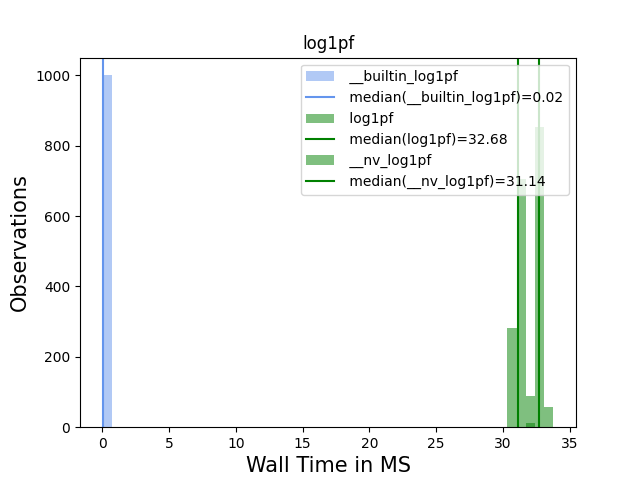 log1pf
__builtin_log1pf
median(__builtin_log1pf)=0.02
log1pf
median(log1pf)=32.68
__nv_log1pf
median(__nv_log1pf)=31.14
1000
800
600
400
200
0
Observations
0 5 10 15 20 25 30 35
Wall Time in MS